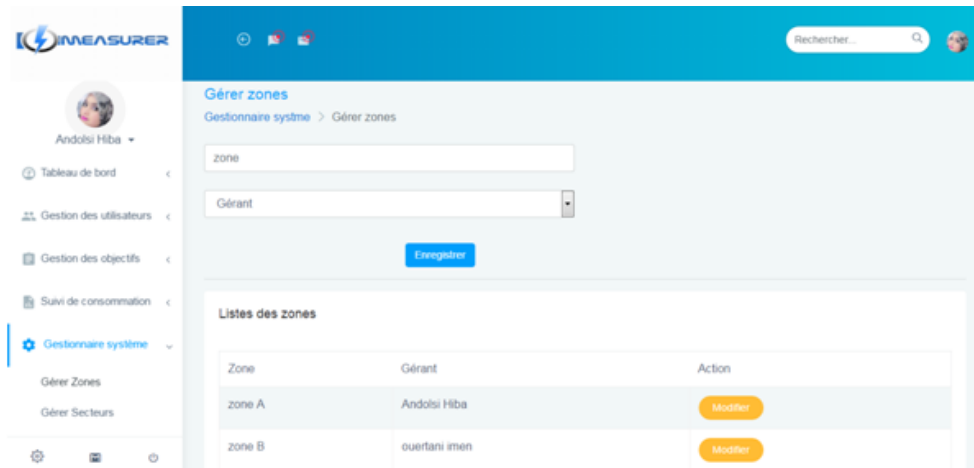 IMEASURER
Rechercher...
Andolsi Hiba
Tableau de bord
Gestion des utilisateurs
Gestion des objectifs
Suivi de consommation
Gestionnaire système
Gérer Zones
Gérer Secteurs
Gérer zones
Gestionnaire systme > Gérer zones
zone
Gérant
Enregistrer
Listes des zones
Zone Gérant Action
zone A Andolsi Hiba Modifier
zone B ouertani imen Modifier